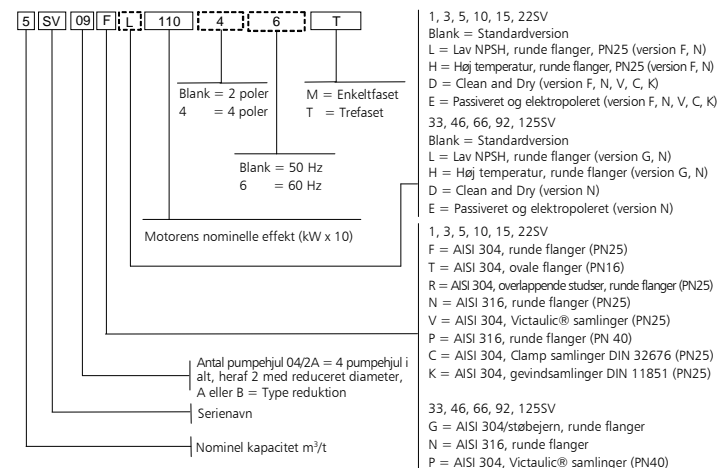 5 SV 09 F L 110 4 6 T
Blank = 2 poler
4 = 4 poler
M = Enkeltfaset
T = Trefaset
Blank = 50 Hz
6 = 60 Hz
Motorens nominelle effekt (kW x 10)
Antal pumpehjul 04/2A = 4 pumpehjul i
alt, heraf 2 med reduceret diameter,
A eller B = Type reduktion
Serienavn
Nominel kapacitet m³/t
1, 3, 5, 10, 15, 22SV
Blank = Standardversion
L = Lav NPSH, runde flanger, PN25 (version F, N)
H = Høj temperatur, runde flanger, PN25 (version F, N)
D = Clean and Dry (version F, N, V, C, K)
E = Passiveret og elektropoleret (version F, N, V, C, K)
33, 46, 66, 92, 125SV
Blank = Standardversion
L = Lav NPSH, runde flanger (version G, N)
H = Høj temperatur, runde flanger (version G, N)
D = Clean and Dry (version N)
E = Passiveret og elektropoleret (version N)
1, 3, 5, 10, 15, 22SV
F = AISI 304, runde flanger (PN25)
T = AISI 304, ovale flanger (PN16)
R = AISI 304, overlappende studser, runde flanger (PN25)
N = AISI 316, runde flanger (PN25)
V = AISI 304, Victaulic® samlinger (PN25)
P = AISI 316, runde flanger (PN 40)
C = AISI 304, Clamp samlinger DIN 32676 (PN25)
K = AISI 304, gevindsamlinger DIN 11851 (PN25)
33, 46, 66, 92, 125SV
G = AISI 304/støbejern, runde flanger
N = AISI 316, runde flanger
P = AISI 304, Victaulic® samlinger (PN40)